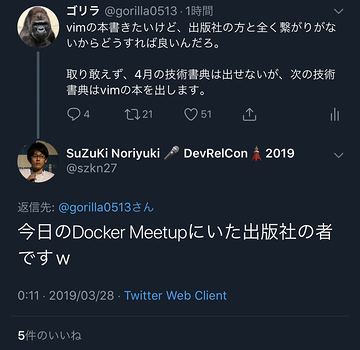 ゴリラ @gorilla0513・1時間
vimの本書きたいけど、出版社の方と全く繋がりがな
いからどうすれば良いんだろ。
取り敢えず、4月の技術書典は出せないが、次の技術
書典はvimの本を出します。
4 21 51
SuZuKi Noriyuki 🎤 DevRelCon 🗼 2019
@szkn27
返信先: @gorilla0513さん
今日のDocker Meetupにいた出版社の者
ですw
0:11・2019/03/28・Twitter Web Client
5件のいいね